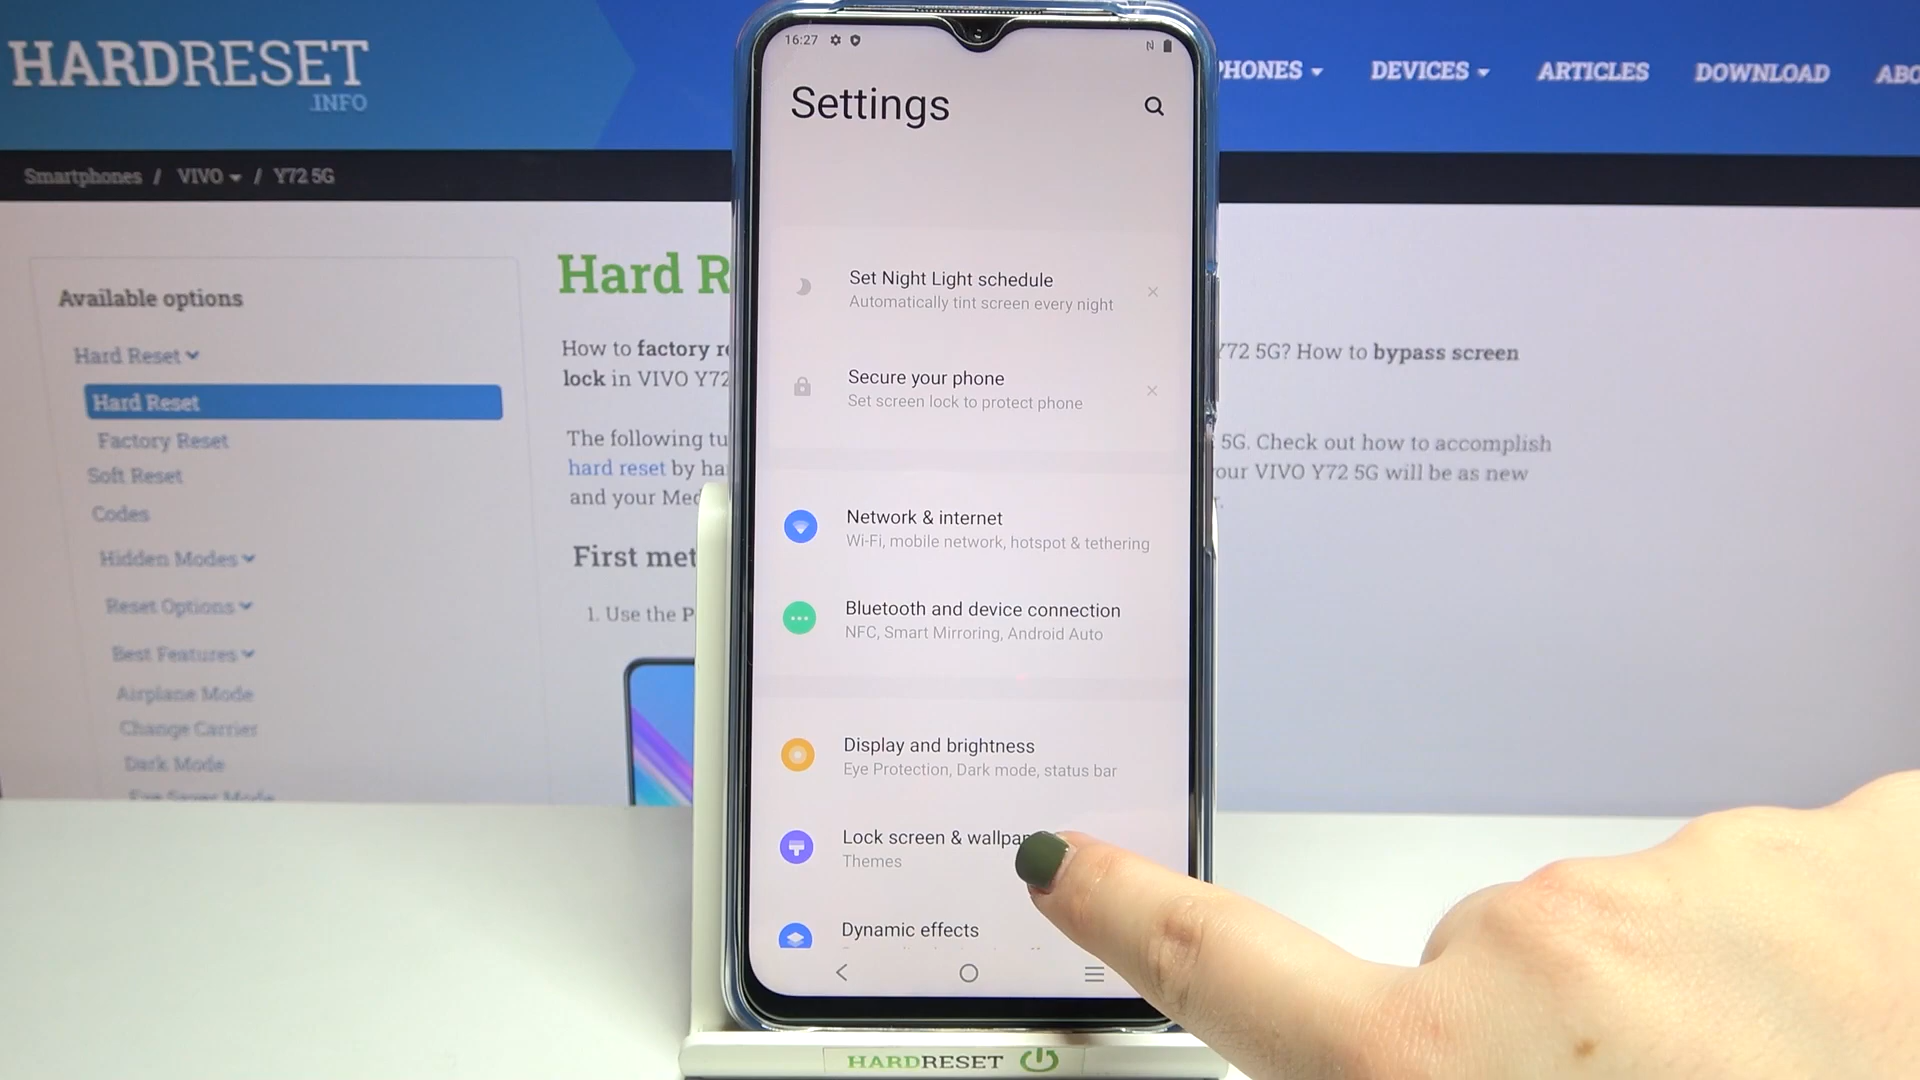 HARDRESET
.INFO
PHONES
DEVICES
ARTICLES
DOWNLOAD
Smartphones / VIVO / Y72 5G
Available options
Hard Reset
Hard Reset
Factory Reset
Soft Reset
Codes
Hidden Modes
Reset Options
Best Features
Airplane Mode
Change Carrier
Dark Mode
Hard R
How to factory re
lock in VIVO Y72
Y72 5G? How to bypass screen
The following tu
hard reset by ha
and your Med
5G. Check out how to accomplish
our VIVO Y72 5G will be as new
First met
1. Use the P
16:27
Settings
Set Night Light schedule
Automatically tint screen every night
Secure your phone
Set screen lock to protect phone
Network & internet
Wi-Fi, mobile network, hotspot & tethering
Bluetooth and device connection
NFC, Smart Mirroring, Android Auto
Display and brightness
Eye Protection, Dark mode, status bar
Lock screen & wallpap
Themes
Dynamic effects
HARDRESET